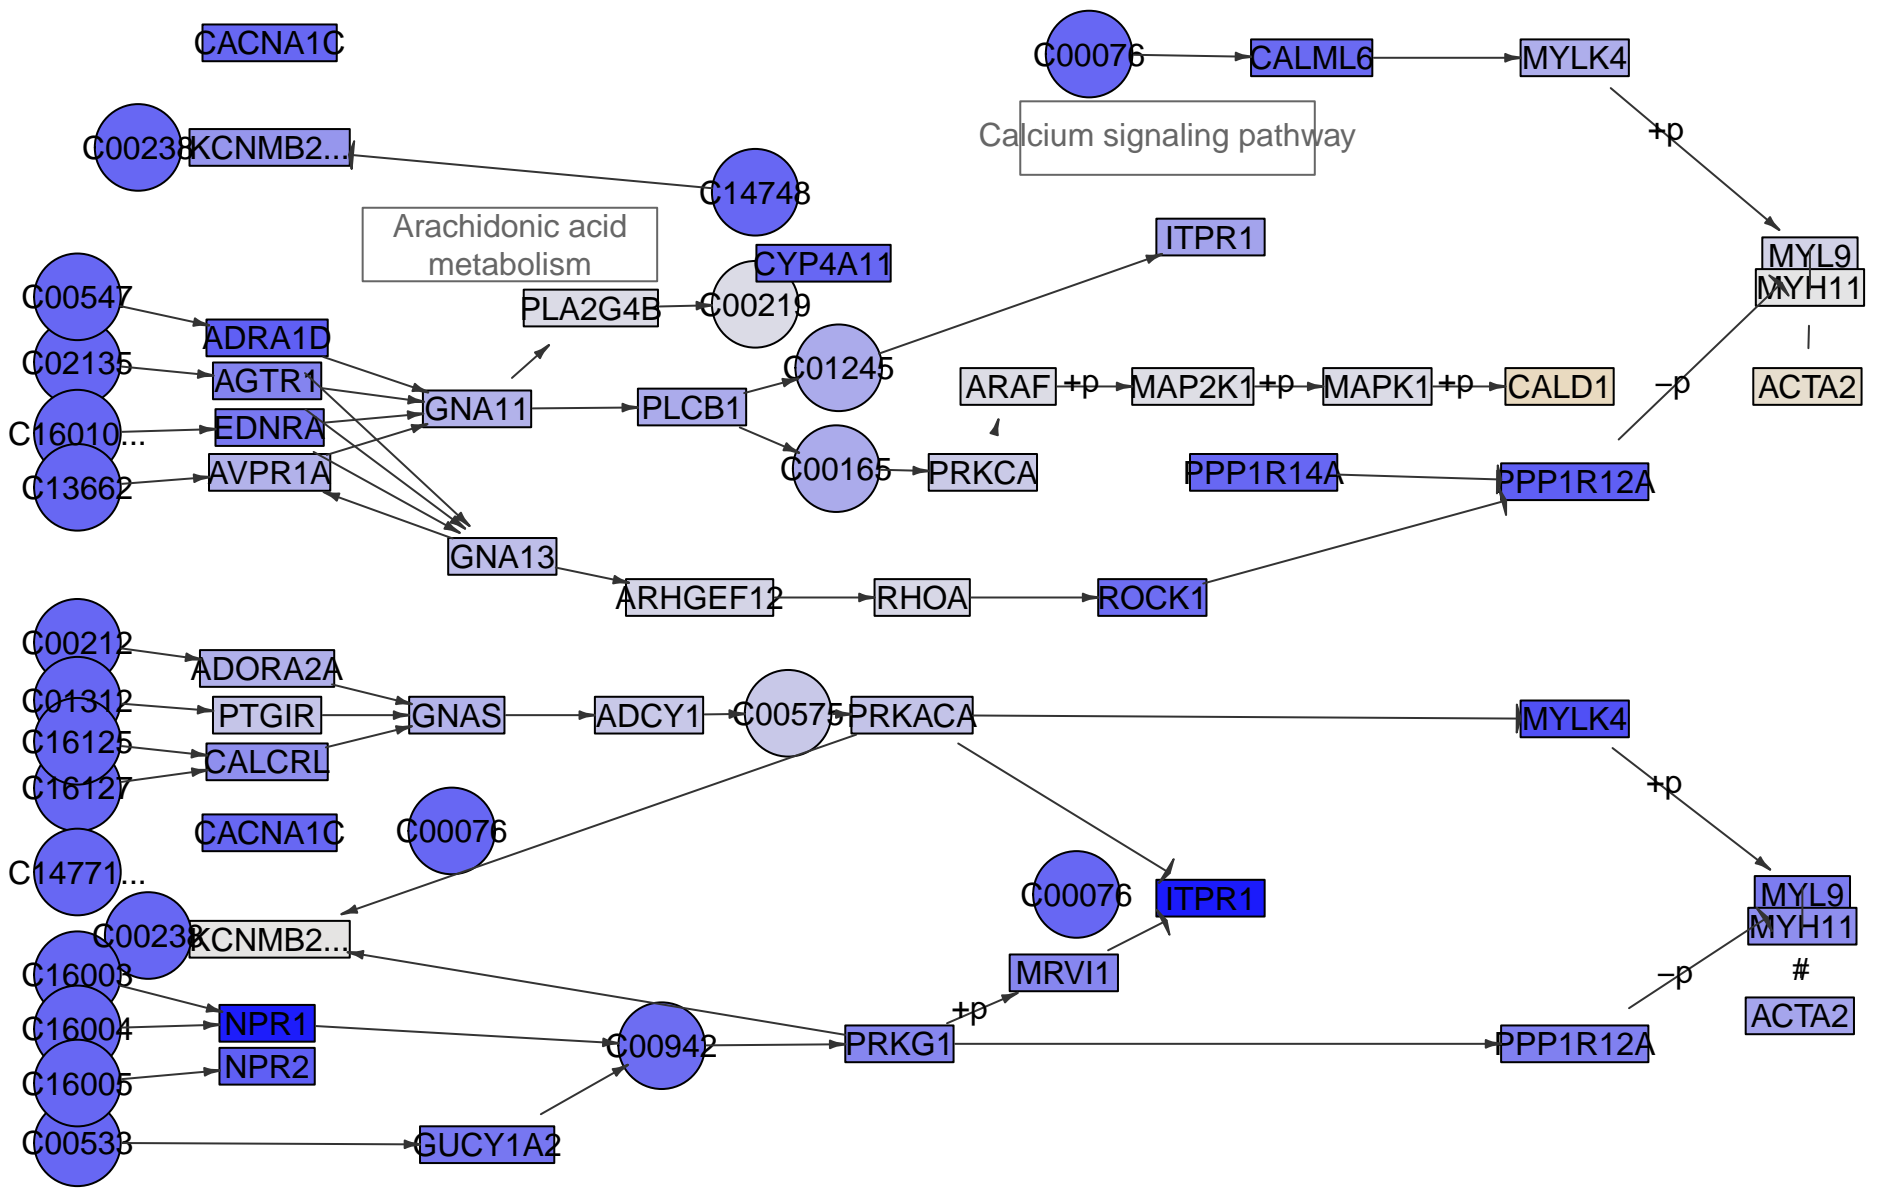 CACNA1C
C00076
CALML6
MYLK4
+p
C00238
KCNMB2...
Calcium signaling pathway
C14748
Arachidonic acid
metabolism
ITPR1
MYL9
CYP4A11
MYH11
C00547
PLA2G4B
C00219
ADRA1D
C02135
AGTR1
C01245
ARAF
+p
MAP2K1
+p
MAPK1
+p
CALD1
–p
ACTA2
GNA11
PLCB1
C16010...
EDNRA
C13662
AVPR1A
C00165
PRKCA
PPP1R14A
PPP1R12A
GNA13
ARHGEF12
RHOA
ROCK1
C00212
ADORA2A
C01312
PTGIR
GNAS
ADCY1
C00575
PRKACA
MYLK4
C16125
CALCRL
C16127
+p
CACNA1C
C00076
C14771...
C00076
ITPR1
MYL9
MYH11
C00238
KCNMB2...
C16003
MRVI1
–p
#
+p
C16004
NPR1
ACTA2
C00942
PRKG1
PPP1R12A
NPR2
C16005
C00533
GUCY1A2